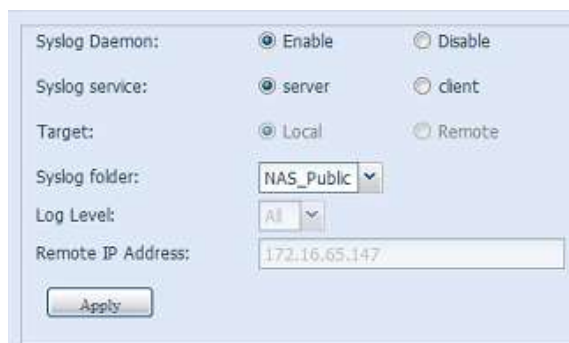 Syslog Daemon: Enable Disable
Syslog service: server client
Target: Local Remote
Syslog folder: NAS_Public
Log Level: All
Remote IP Address: 172.16.65.147
Apply